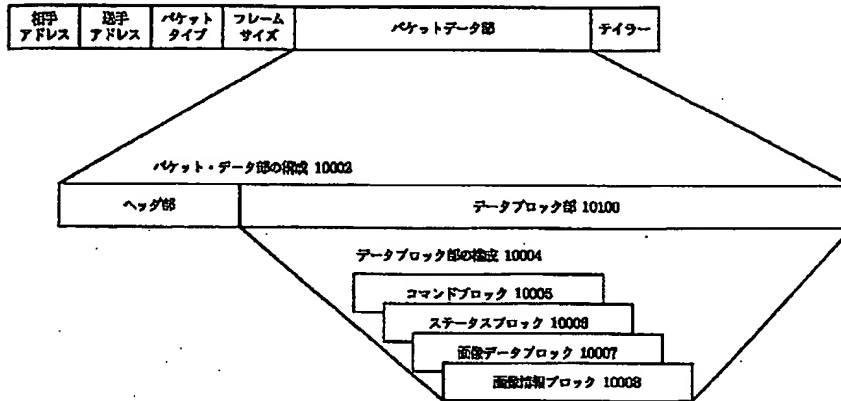 相手
アドレス
送手
アドレス
パケット
タイプ
フレーム
サイズ
パケットデータ部
テイラー
パケット・データ部の構成 10002
ヘッダ部
データブロック部 10100
データブロック部の構成 10004
コマンドブロック 10005
ステータスブロック 10006
画像データブロック 10007
画像情報ブロック 10008